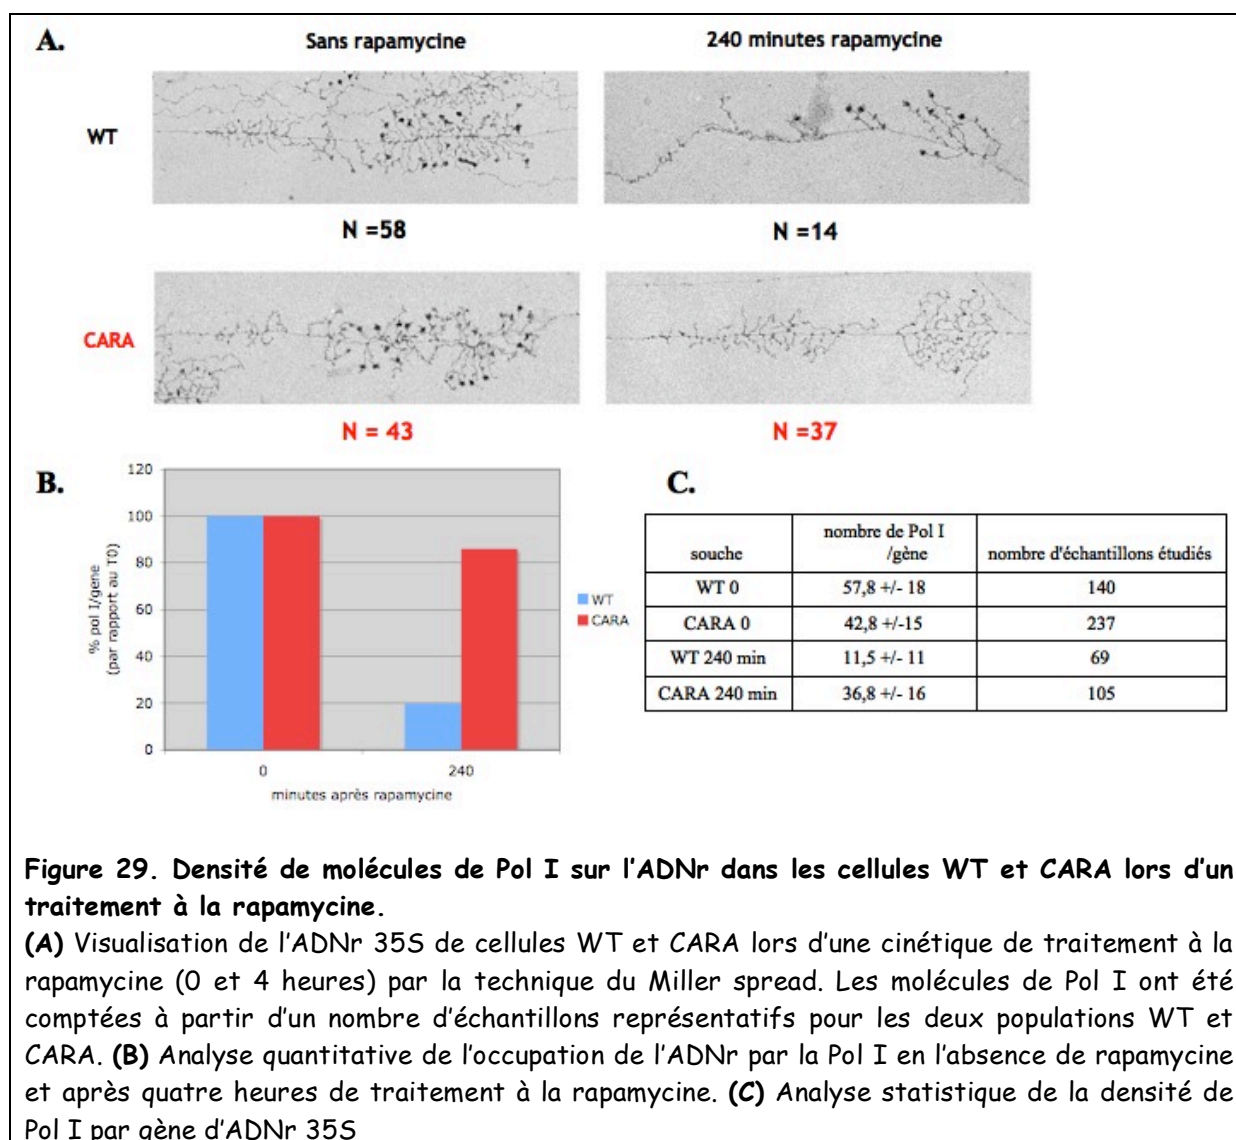 A.
Sans rapamycine
240 minutes rapamycine
WT
N =58
N =14
CARA
N = 43
N =37
B.
120
100
80
60
40
20
0
% pol I/gene
(par rapport au T0)
0
240
minutes après rapamycine
WT
CARA
C.
souche
nombre de Pol I
/gène
nombre d'échantillons étudiés
WT 0
57,8 +/- 18
140
CARA 0
42,8 +/-15
237
WT 240 min
11,5 +/- 11
69
CARA 240 min
36,8 +/- 16
105
Figure 29. Densité de molécules de Pol I sur l'ADNr dans les cellules WT et CARA lors d'un
traitement à la rapamycine.
(A) Visualisation de l'ADNr 35S de cellules WT et CARA lors d'une cinétique de traitement à la
rapamycine (0 et 4 heures) par la technique du Miller spread. Les molécules de Pol I ont été
comptées à partir d'un nombre d'échantillons représentatifs pour les deux populations WT et
CARA. (B) Analyse quantitative de l'occupation de l'ADNr par la Pol I en l'absence de rapamycine
et après quatre heures de traitement à la rapamycine. (C) Analyse statistique de la densité de
Pol I par gène d'ADNr 35S